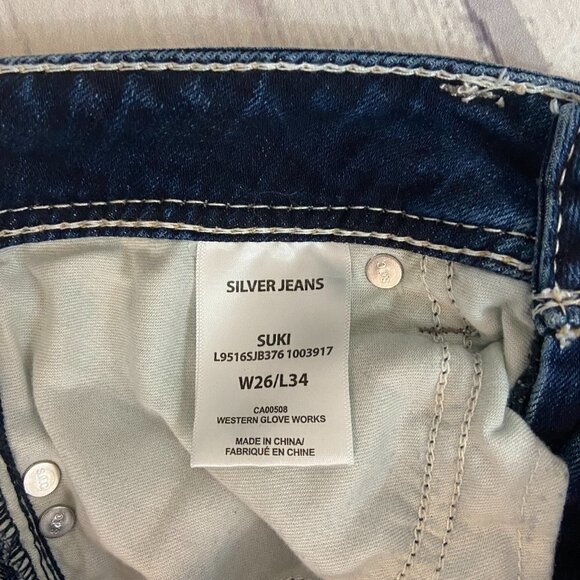 SILVER JEANS
SUKI
L9516SJB376 1003917
W26/L34
CA00508
WESTERN GLOVE WORKS
MADE IN CHINA/
FABRIQUÉ EN CHINE